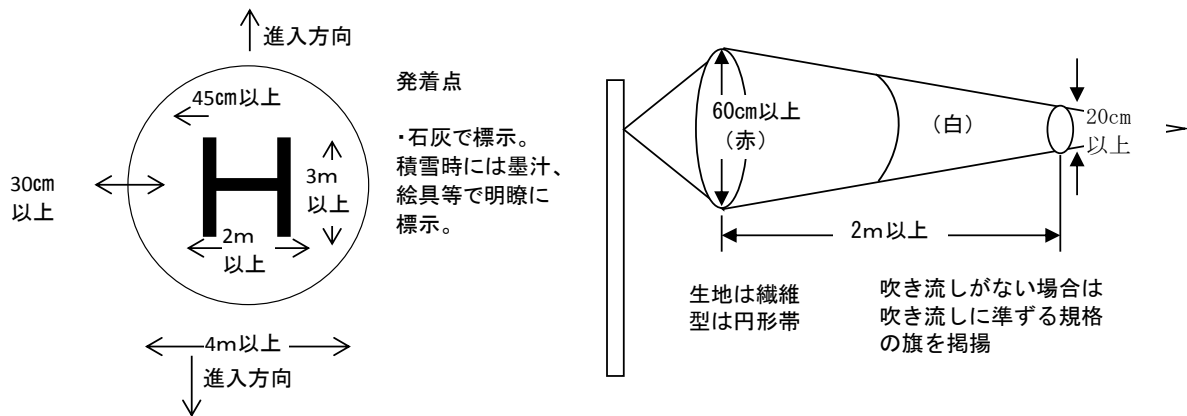 進入方向
45cm以上
発着点
・石灰で標示。
積雪時には墨汁、
絵具等で明瞭に
標示。
30cm
以上
H
3m
以上
2m
以上
4m以上
進入方向
60cm以上
（赤）
（白）
20cm
以上
2m以上
生地は繊維
型は円形帯
吹き流しがない場合は
吹き流しに準ずる規格
の旗を掲揚